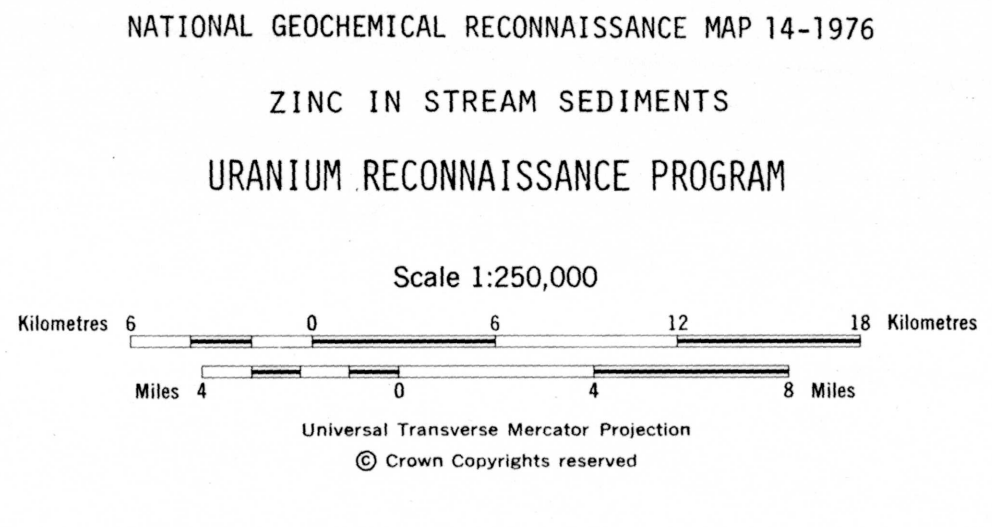 NATIONAL GEOCHEMICAL RECONNAISSANCE MAP 14-1976
ZINC IN STREAM SEDIMENTS
URANIUM RECONNAISSANCE PROGRAM
Scale 1:250,000
Kilometres 6 0 6 12 18 Kilometres
Miles 4 0 4 8 Miles
Universal Transverse Mercator Projection
© Crown Copyrights reserved